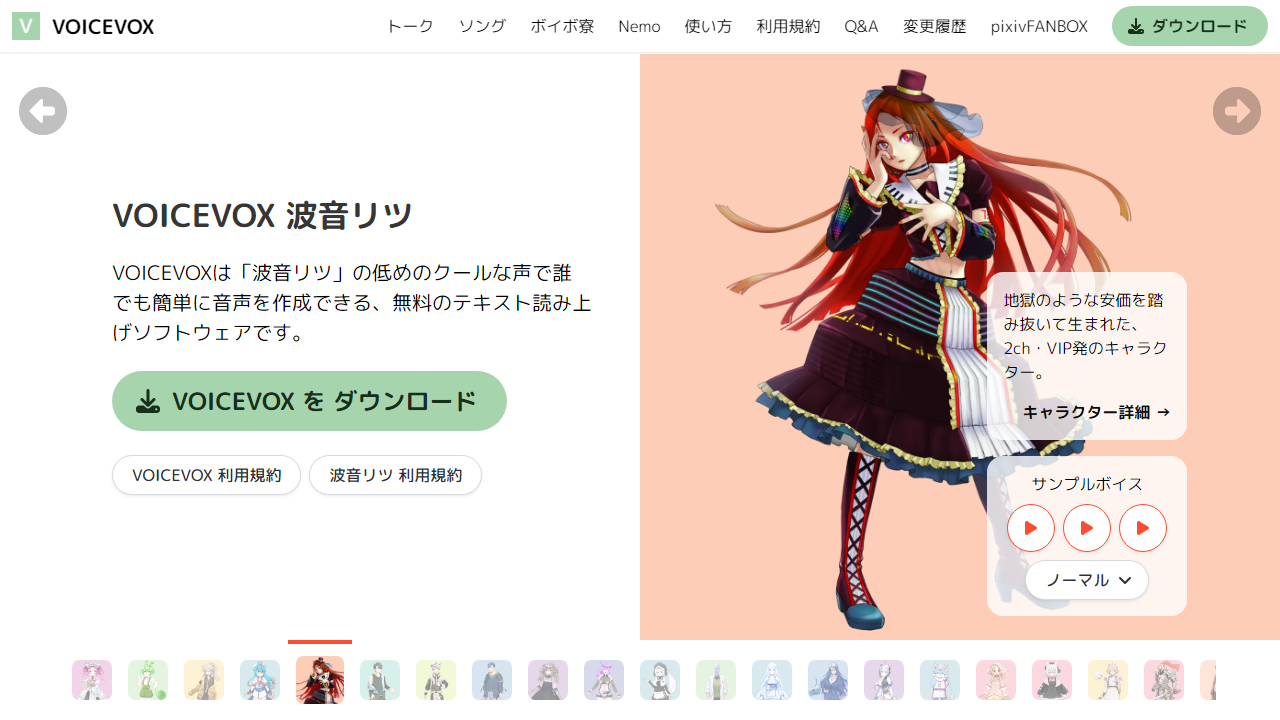 V VOICEVOX
トーク ソング ボイボ寮 Nemo 使い方 利用規約 Q&A 変更履歴 pixivFANBOX ダウンロード
VOICEVOX 波音リツ
VOICEVOXは「波音リツ」の低めのクールな声で誰
でも簡単に音声を作成できる、無料のテキスト読み上
げソフトウェアです。
VOICEVOX を ダウンロード
VOICEVOX 利用規約 波音リツ 利用規約
地獄のような安価を踏
み抜いて生まれた、
2ch・VIP発のキャラク
ター。
キャラクター詳細 →
サンプルボイス
ノーマル